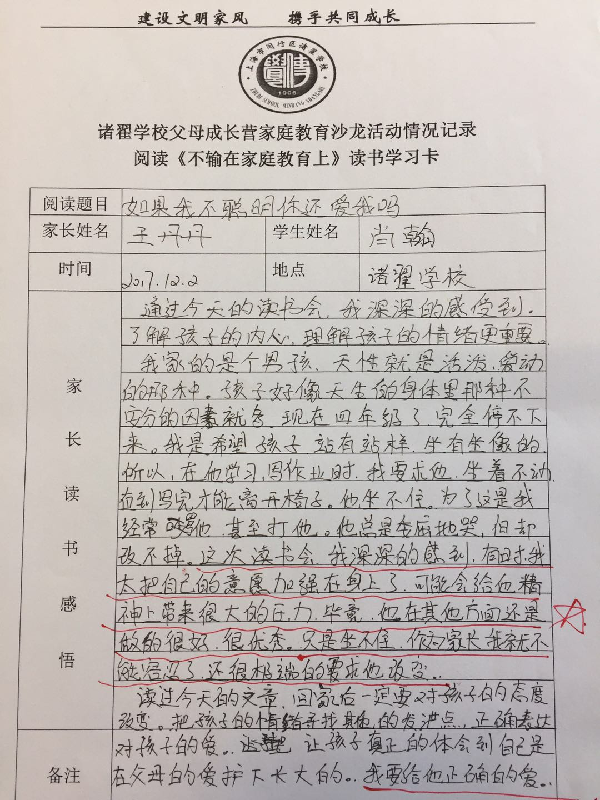 建设文明家风 携手共同成长
上海市闵行区诸翟学校
1905
诸翟学校父母成长营家庭教育沙龙活动情况记录
阅读《不输在家庭教育上》读书学习卡
阅读题目 如果我不聪明你还爱我吗
家长姓名 王丹丹 学生姓名 肖翰
时间 2017.12.2 地点 诸翟学校
家长读书感悟
通过今天的读书会,我深深的感受到.
了解孩子的内心,理解孩子的情绪更重要.
我家的是个男孩,天性就是活泼,爱动
的那种.孩子好像天生的身体里那种不
安分的因素就多,现在四年级了完全停不下
来.我是希望孩子站有站样,坐有坐像的.
所以,在他学习,写作业时,我要求他,坐着不动,
直到写完才能离开椅子.他坐不住.为了这是我
经常骂他,甚至打他.他总是委屈地哭,但却
改不掉.这次读书会,我深深的感到,有时我
太把自己的意愿加强在身上了,可能会给他精
神上带来很大的压力.毕竟,他在其他方面还是
做的很好,很优秀.只是坐不住,作为家长我就不
能容忍了,还很极端的要求他改变.
读过今天的文章,回家后一定要对孩子的态度
改变.把孩子的情绪寻找具体的发泄点,正确表达
备注
对孩子的爱.让孩子真正的体会到自己是
在父母的爱护下长大的.我要给他正确的爱.